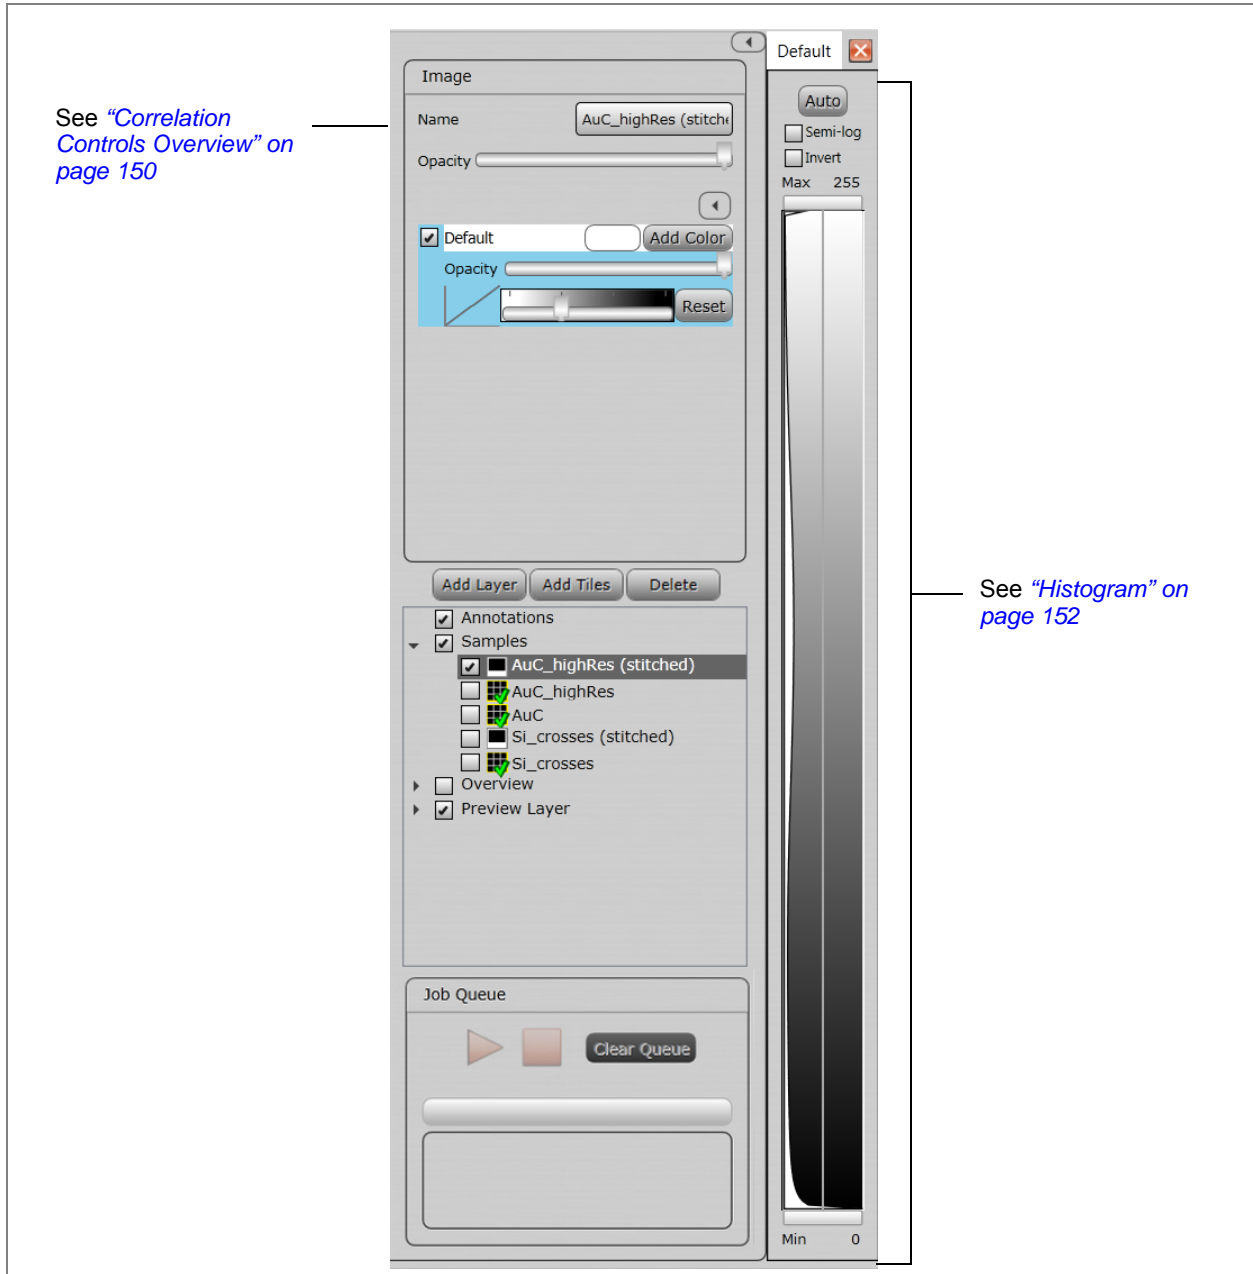 See “Correlation
Controls Overview” on
page 150
Image
Name
AuC_highRes (stitche
Opacity
Default
Add Color
Opacity
Reset
Add Layer
Add Tiles
Delete
Annotations
Samples
AuC_highRes (stitched)
AuC_highRes
AuC
Si_crosses (stitched)
Si_crosses
Overview
Preview Layer
Job Queue
Clear Queue
Default
Auto
Semi-log
Invert
Max 255
Min 0
See “Histogram” on
page 152